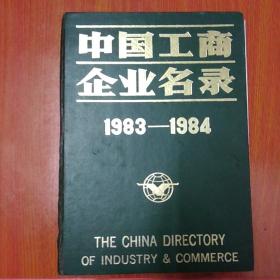 中国工商
企业名录
1983—1984
THE CHINA DIRECTORY
OF INDUSTRY & COMMERCE